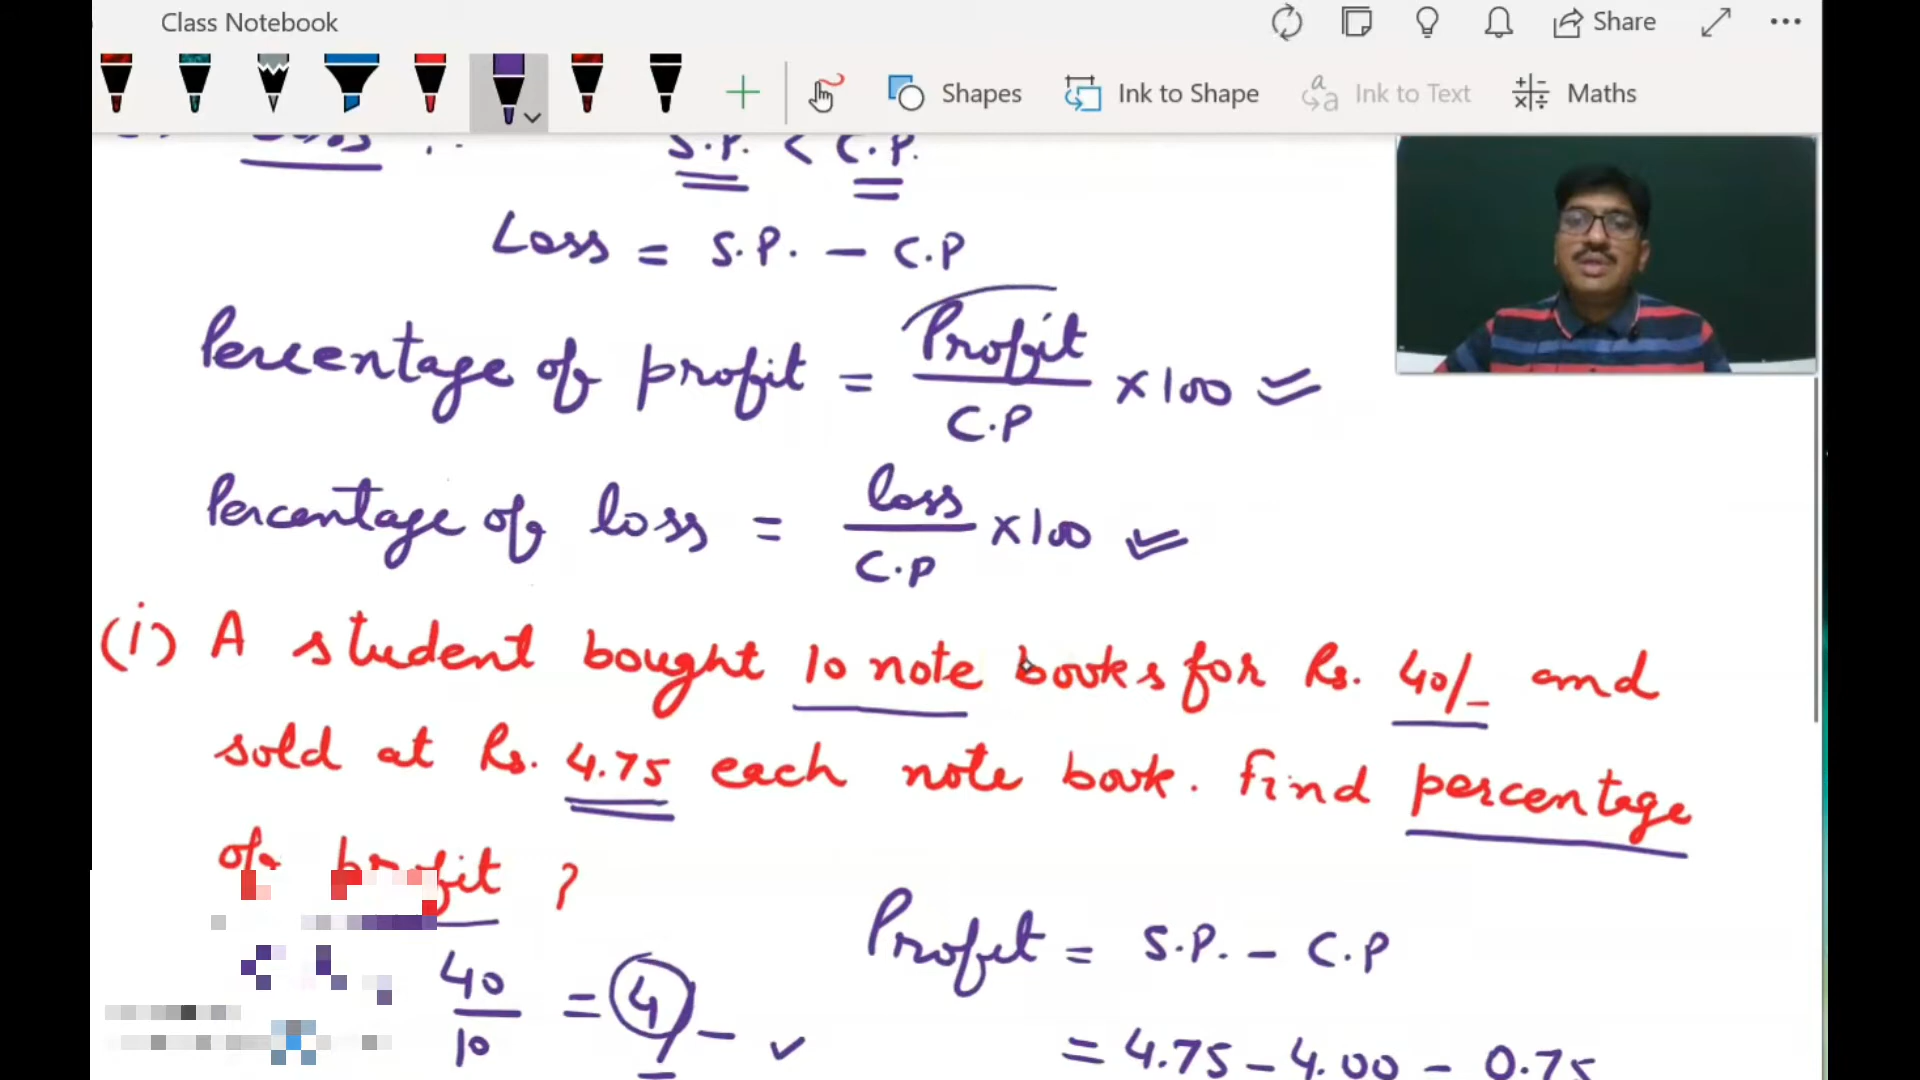 Class Notebook
Share
Shapes
Ink to Shape
Ink to Text
Maths
S.P. < C.P.
Loss = S.P. - C.P
Percentage of profit = Profit / C.P × 100
Percentage of loss = loss / C.P × 100
(i) A student bought 10 note books for Rs. 40/- and
sold at Rs. 4.75 each note book. Find percentage
of profit ?
40 / 10 = 4/-
Profit = S.P. - C.P
= 4.75 - 4.00 - 0.75